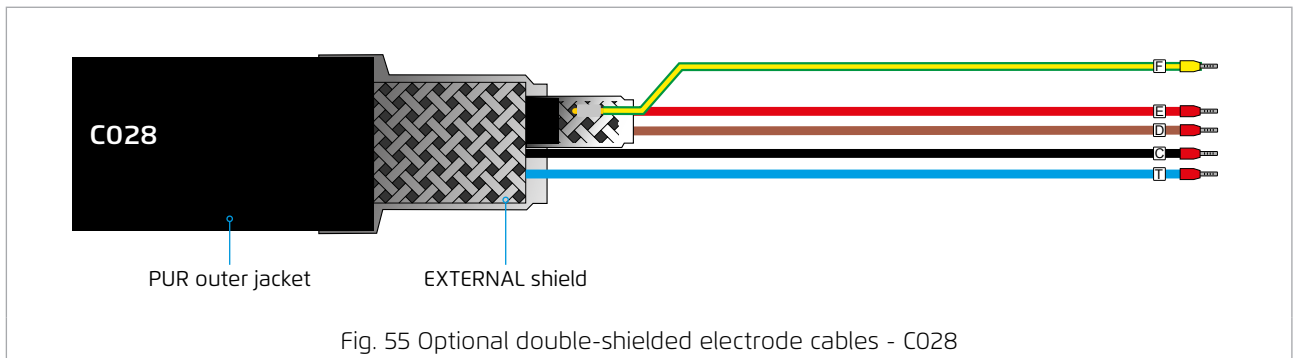 F
E
C028
D
C
T
PUR outer jacket
EXTERNAL shield
Fig. 55 Optional double-shielded electrode cables - C028